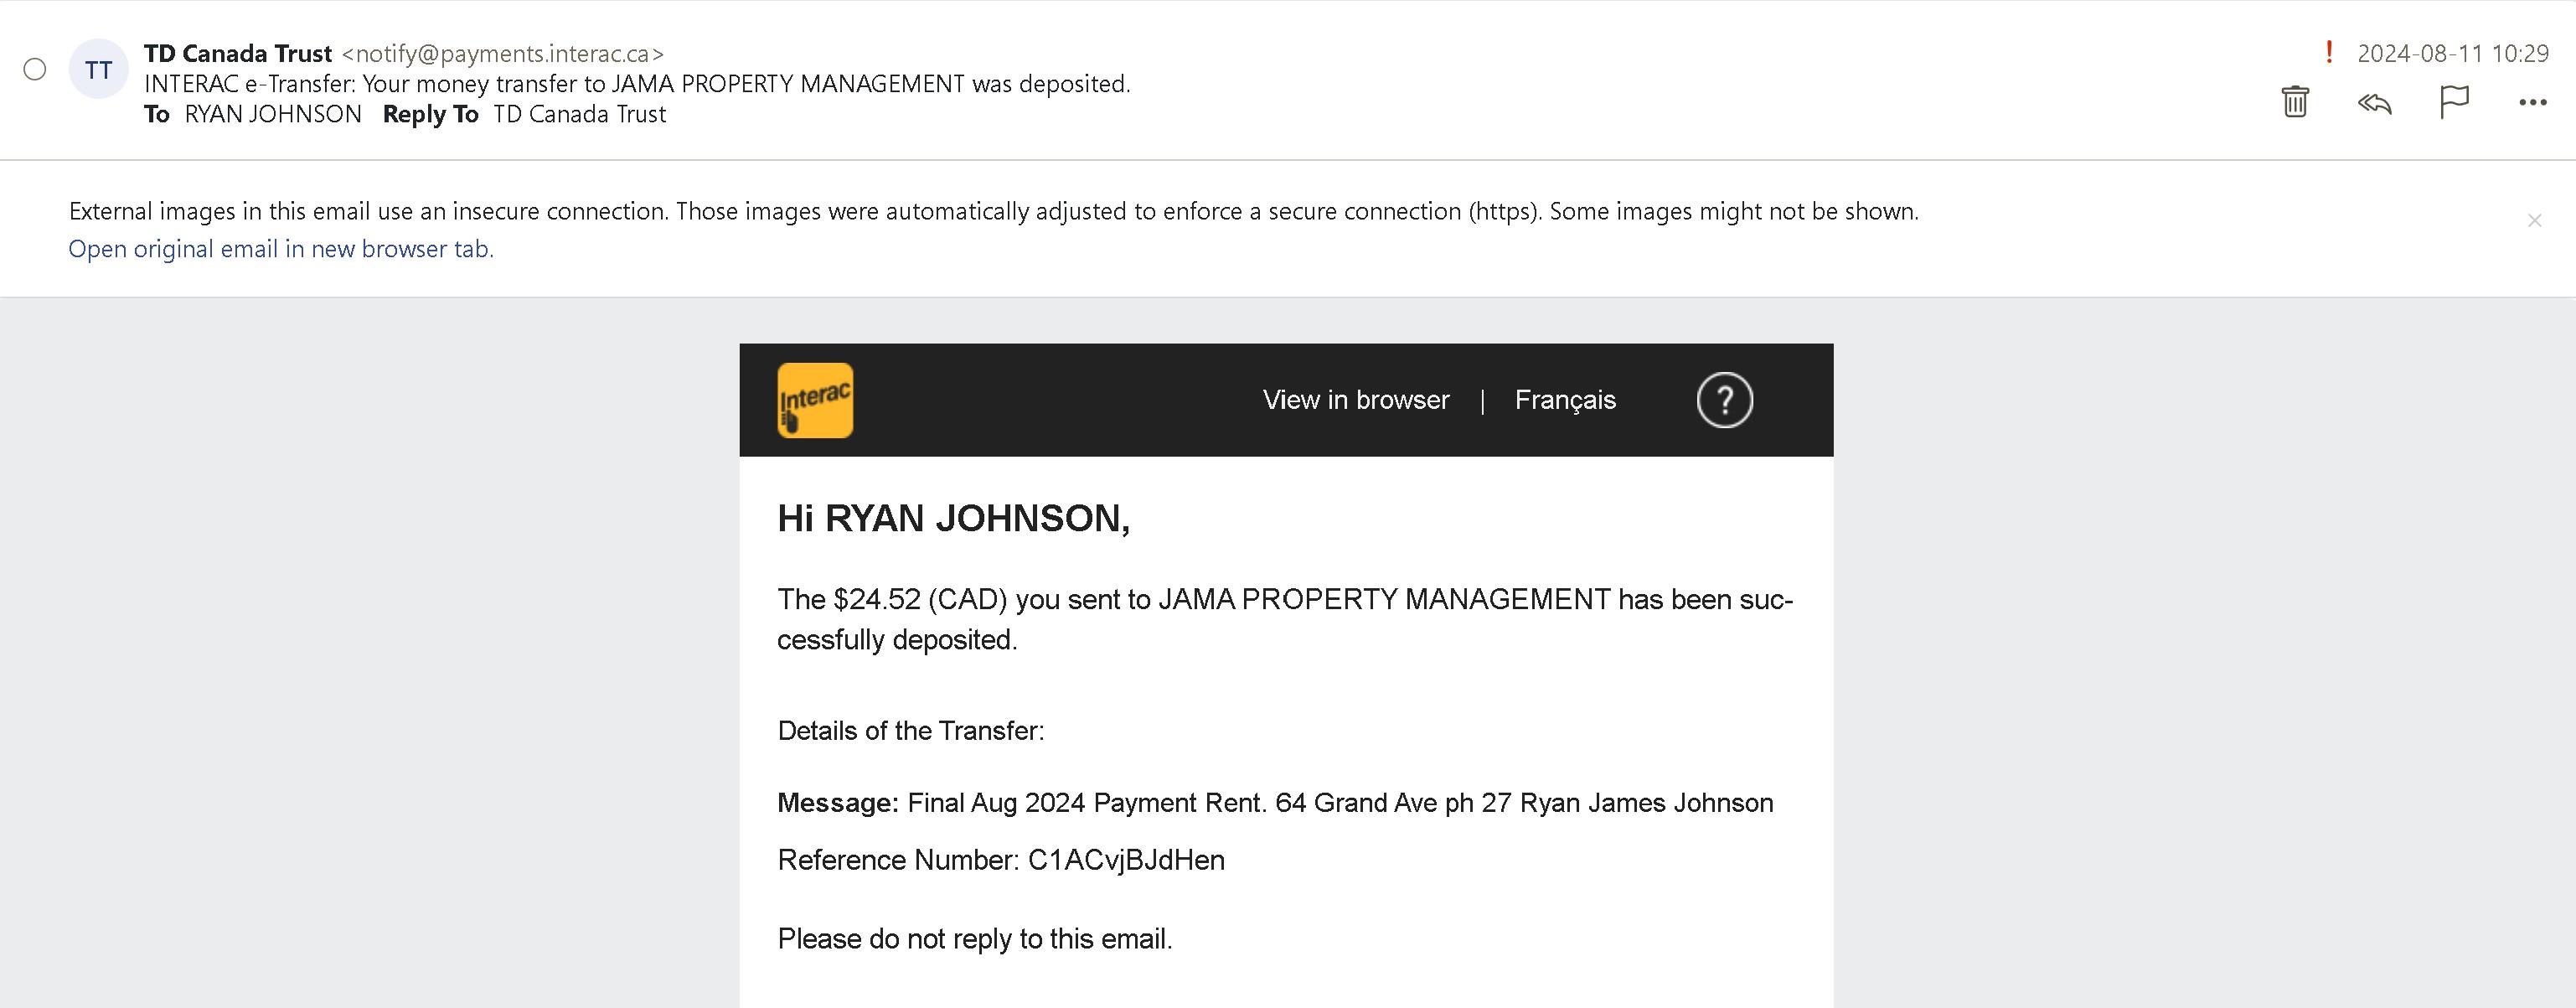 TT
TD Canada Trust <notify@payments.interac.ca>
! 2024-08-11 10:29
INTERAC e-Transfer: Your money transfer to JAMA PROPERTY MANAGEMENT was deposited.
To RYAN JOHNSON Reply To TD Canada Trust
External images in this email use an insecure connection. Those images were automatically adjusted to enforce a secure connection (https). Some images might not be shown.
Open original email in new browser tab.
Interac
View in browser | Français ?
Hi RYAN JOHNSON,
The $24.52 (CAD) you sent to JAMA PROPERTY MANAGEMENT has been suc-
cessfully deposited.
Details of the Transfer:
Message: Final Aug 2024 Payment Rent. 64 Grand Ave ph 27 Ryan James Johnson
Reference Number: C1ACvjBJdHen
Please do not reply to this email.